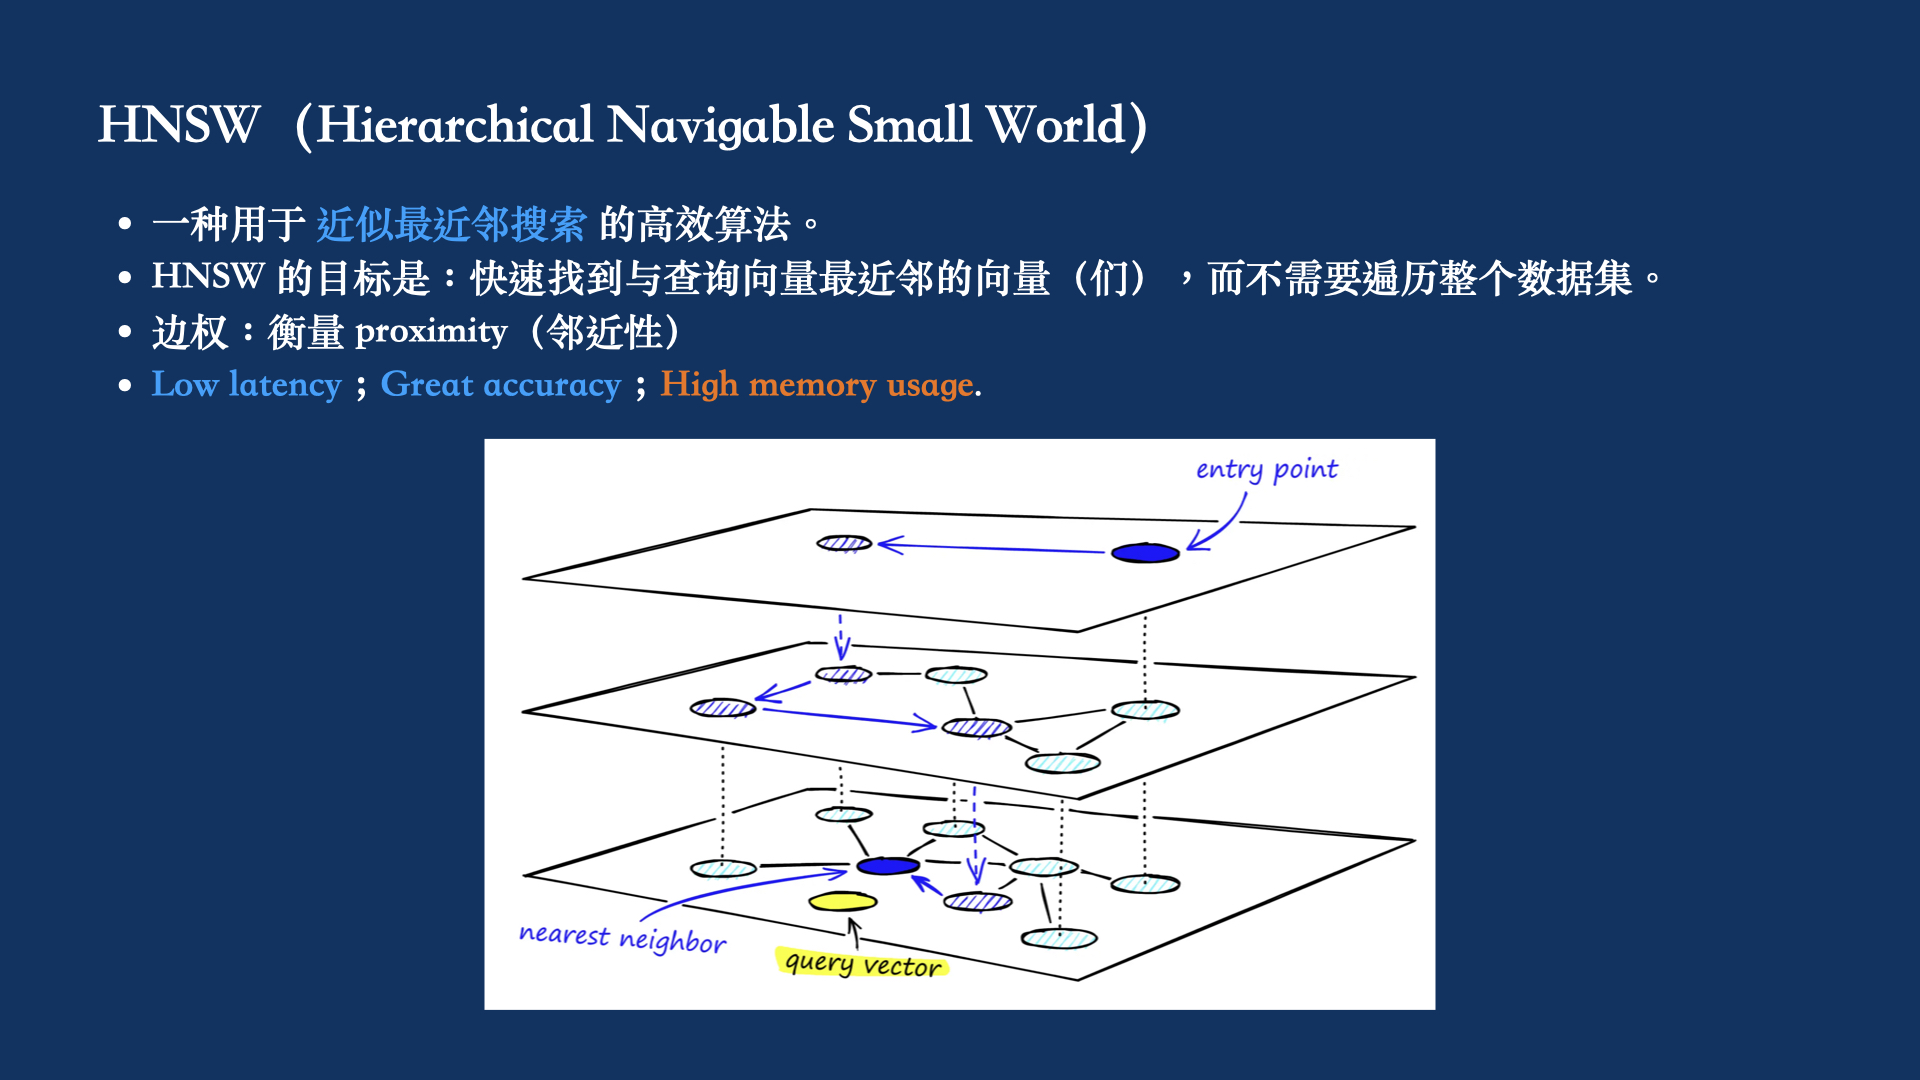 HNSW（Hierarchical Navigable Small World）
一种用于 近似最近邻搜索 的高效算法。
HNSW 的目标是：快速找到与查询向量最近邻的向量（们），而不需要遍历整个数据集。
边权：衡量 proximity（邻近性）
Low latency；Great accuracy；High memory usage.
entry point
nearest neighbor
query vector